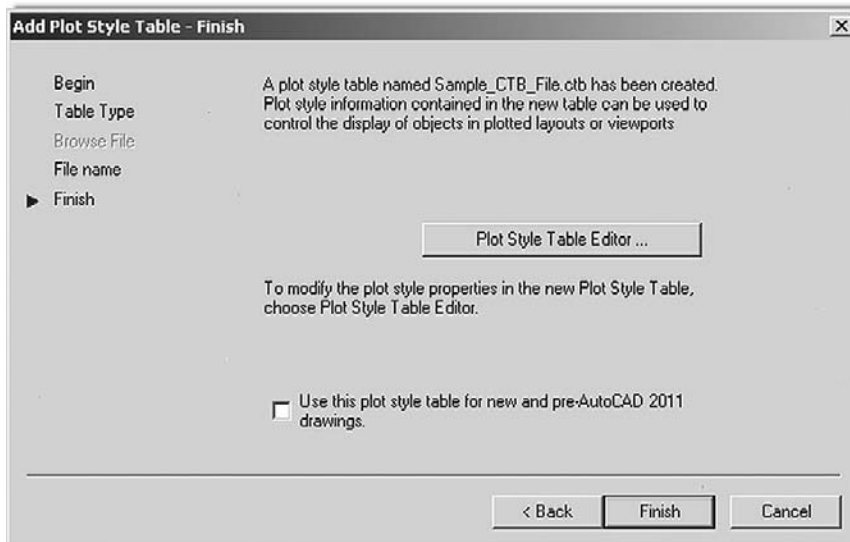 Add Plot Style Table - Finish
Begin
Table Type
Browse File
File name
Finish
A plot style table named Sample_CTB_File.ctb has been created.
Plot style information contained in the new table can be used to
control the display of objects in plotted layouts or viewports
Plot Style Table Editor ...
To modify the plot style properties in the new Plot Style Table,
choose Plot Style Table Editor.
Use this plot style table for new and pre-AutoCAD 2011
drawings.
< Back
Finish
Cancel